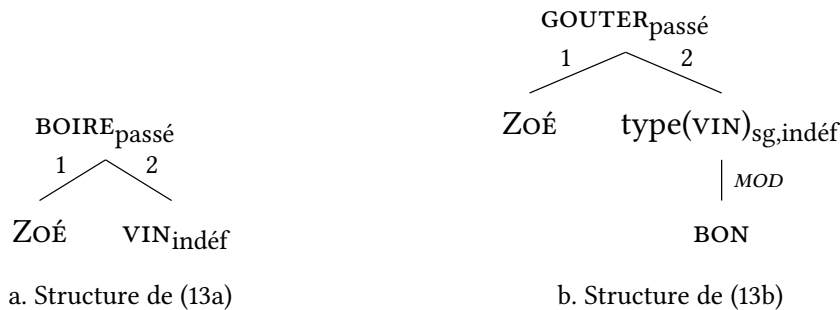 GOUTERpassé
1 2
BOIREpassé
ZOÉ type(VIN)sg,indéf
1 2
MOD
ZOÉ VINindéf
BON
a. Structure de (13a)
b. Structure de (13b)